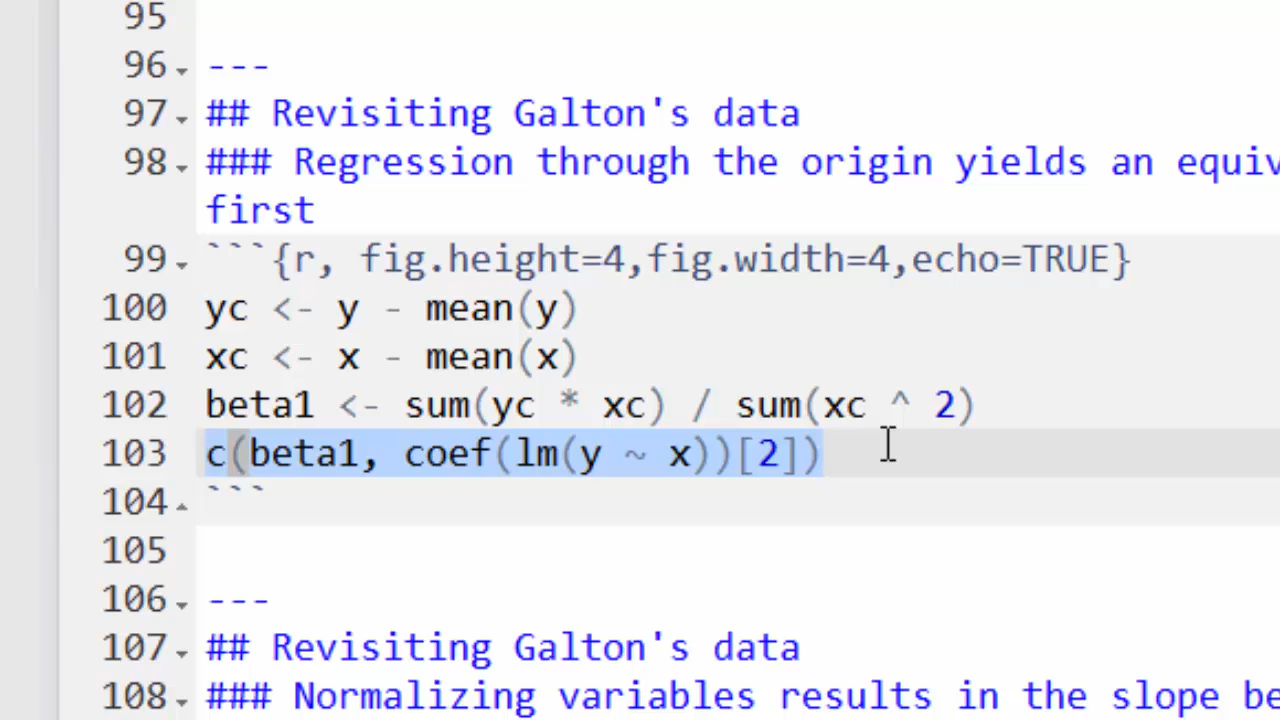 95
96 ---
97 ## Revisiting Galton's data
98 ### Regression through the origin yields an
first
99 ```{r, fig.height=4,fig.width=4,echo=TRUE}
100 yc <- y - mean(y)
101 xc <- x - mean(x)
102 beta1 <- sum(yc * xc) / sum(xc ^ 2)
103 c(beta1, coef(lm(y ~ x))[2])
104 ```
105
106 ---
107 ## Revisiting Galton's data
108 ### Normalizing variables results in the slope